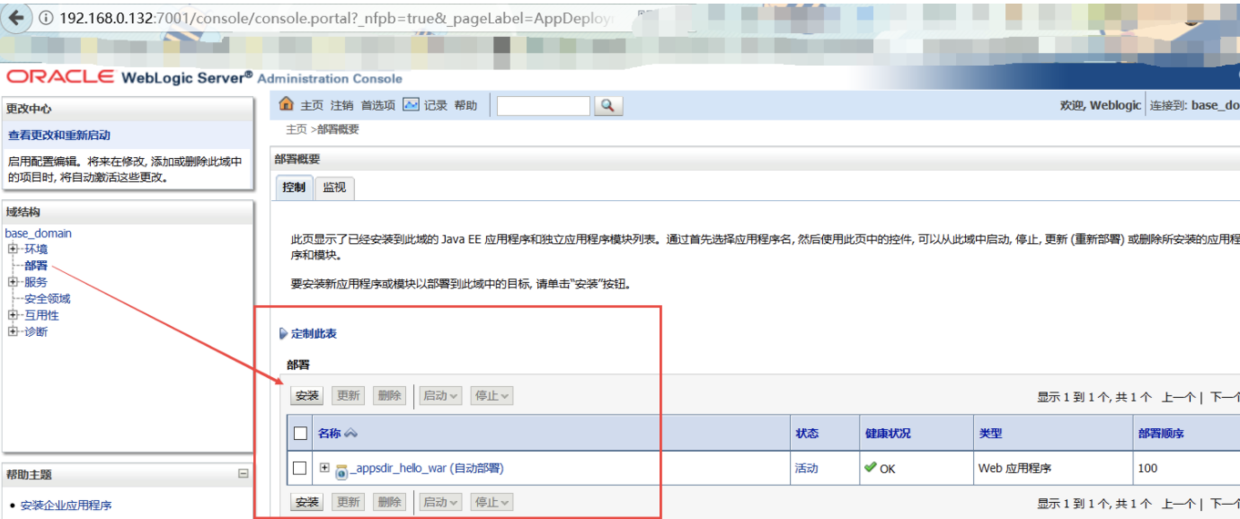 192.168.0.132:7001/console/console.portal?_nfpb=true&_pageLabel=AppDeploy
ORACLE WebLogic Server® Administration Console
更改中心
查看更改和重新启动
启用配置编辑。将来在修改, 添加或删除此域中
的项目时, 将自动激活这些更改。
域结构
base_domain
环境
部署
服务
安全领域
互用性
诊断
帮助主题
安装企业应用程序
主页 注销 首选项 记录 帮助
欢迎, Weblogic 连接到: base_do
主页 >部署概要
部署概要
控制 监视
此页显示了已经安装到此域的 Java EE 应用程序和独立应用程序模块列表。通过首先选择应用程序名, 然后使用此页中的控件, 可以从此域中启动, 停止, 更新 (重新部署) 或删除所安装的应用程
序和模块。
要安装新应用程序或模块以部署到此域中的目标, 请单击"安装"按钮。
定制此表
部署
安装 更新 删除 启动 停止 显示 1 到 1 个, 共 1 个 上一个 | 下一个
名称 状态 健康状况 类型 部署顺序
_appsdir_hello_war (自动部署) 活动 OK Web 应用程序 100
安装 更新 删除 启动 停止 显示 1 到 1 个, 共 1 个 上一个 | 下一个